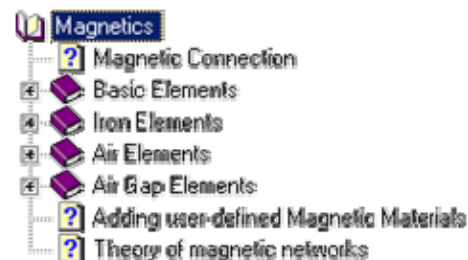 Magnetics
Magnetic Connection
Basic Elements
Iron Elements
Air Elements
Air Gap Elements
Adding user-defined Magnetic Materials
Theory of magnetic networks